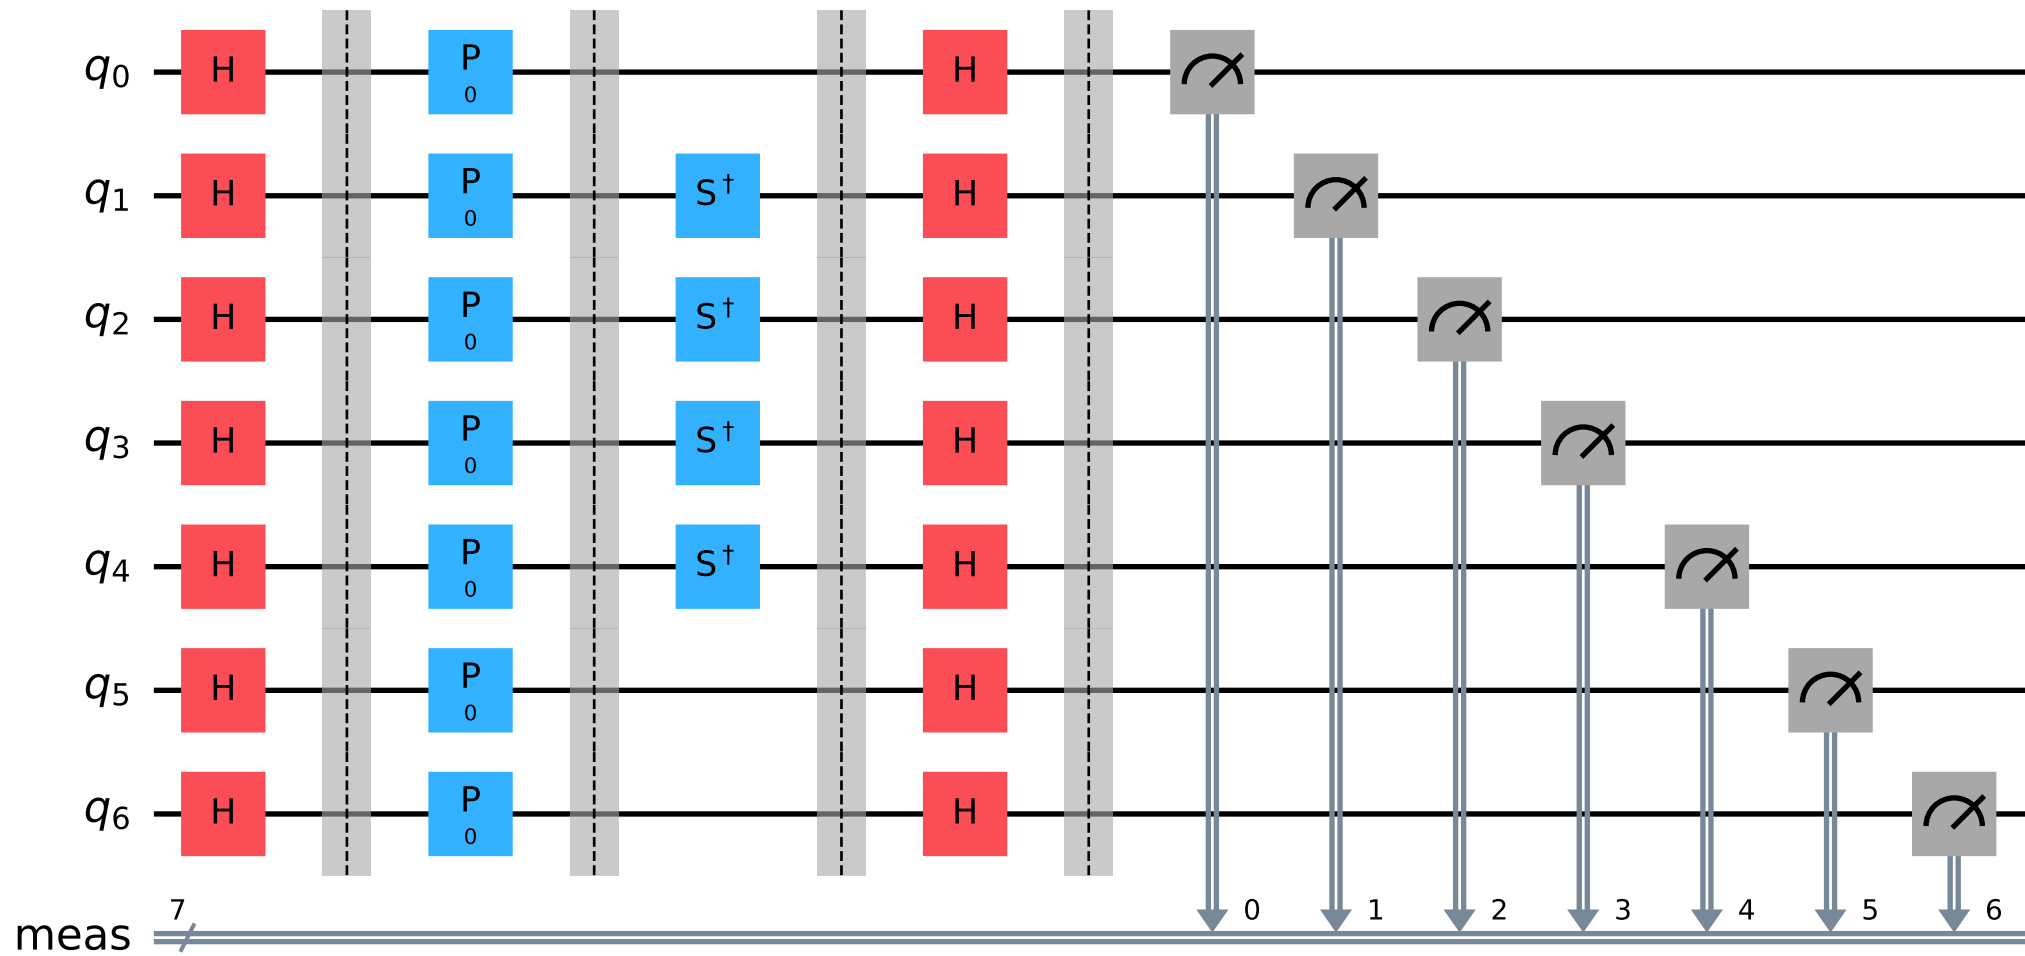 q0 H P 0 H
q1 H P 0 S† H
q2 H P 0 S† H
q3 H P 0 S† H
q4 H P 0 S† H
q5 H P 0 H
q6 H P 0 H
7 0 1 2 3 4 5 6
meas